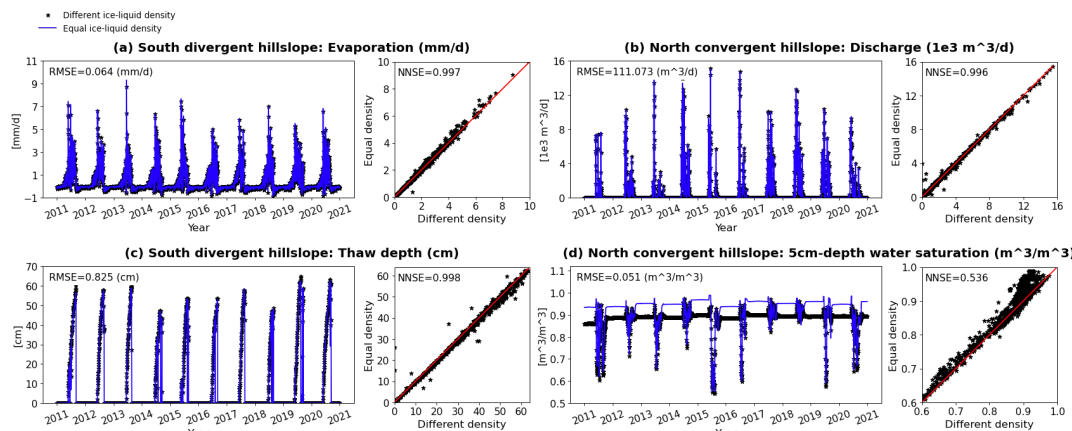 Different ice-liquid density
Equal ice-liquid density
(a) South divergent hillslope: Evaporation (mm/d)
RMSE=0.064 (mm/d)
[mm/d]
11
9
7
5
3
1
−1
2011 2012 2013 2014 2015 2016 2017 2018 2019 2020 2021
Year
NNSE=0.997
Equal density
10
8
6
4
2
0
0 2 4 6 8 10
Different density
(b) North convergent hillslope: Discharge (1e3 m^3/d)
RMSE=111.073 (m^3/d)
[1e3 m^3/d]
16
12
8
4
0
2011 2012 2013 2014 2015 2016 2017 2018 2019 2020 2021
Year
NNSE=0.996
Equal density
16
12
8
4
0
0 4 8 12 16
Different density
(c) South divergent hillslope: Thaw depth (cm)
RMSE=0.825 (cm)
[cm]
70
60
50
40
30
20
10
0
2011 2012 2013 2014 2015 2016 2017 2018 2019 2020 2021
NNSE=0.998
Equal density
60
50
40
30
20
10
0
0 10 20 30 40 50 60
Different density
(d) North convergent hillslope: 5cm-depth water saturation (m^3/m^3)
RMSE=0.051 (m^3/m^3)
[m^3/m^3]
1.1
1.0
0.9
0.8
0.7
0.6
0.5
2011 2012 2013 2014 2015 2016 2017 2018 2019 2020 2021
NNSE=0.536
Equal density
1.0
0.9
0.8
0.7
0.6
0.6 0.7 0.8 0.9 1.0
Different density